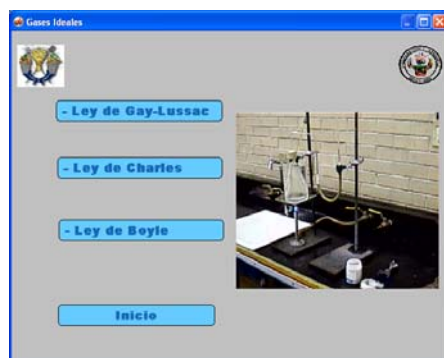 Gases Ideales
- Ley de Gay-Lussac
- Ley de Charles
- Ley de Boyle
Inicio